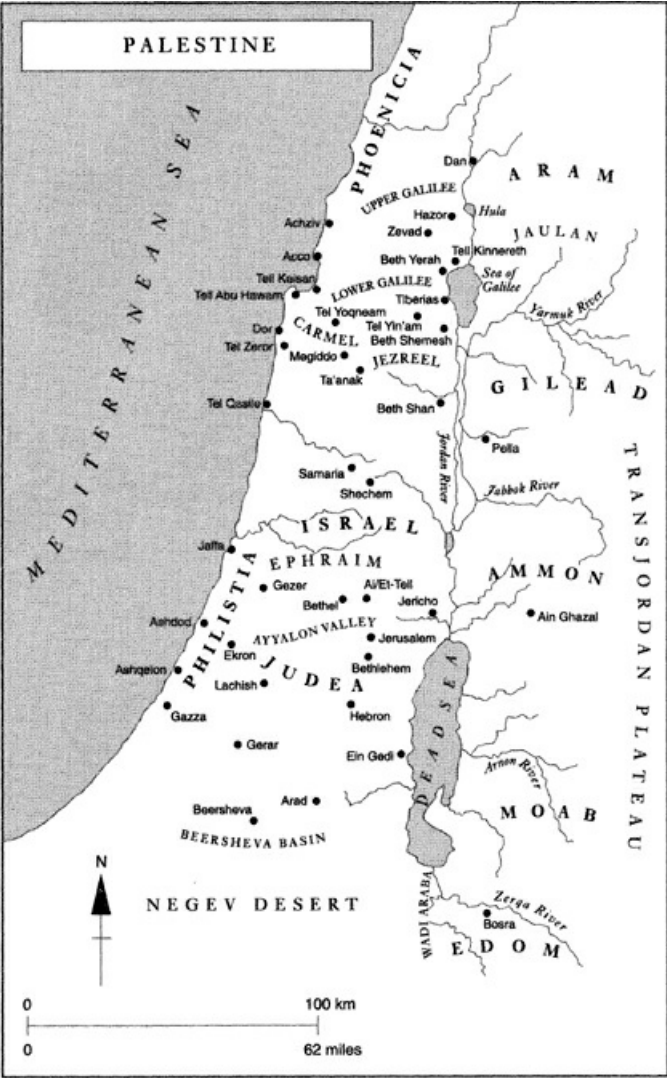 PALESTINE
MEDITERRANEAN SEA
PHOENICIA
Dan
ARAM
UPPER GALILEE
Hazor
Hula
Achziv
Zevad
JAULAN
Acco
Beth Yerah
Tell Kinnereth
Tell Keisan
LOWER GALILEE
Sea of
Galilee
Tell Abu Hawam
Tiberias
Yarmuk River
Tel Yoqneam
Tel Yin'am
Dor
CARMEL
Beth Shemesh
Tel Zeror
Megiddo
JEZREEL
Ta'anak
GILEAD
Tel Qasile
Beth Shan
Jordan River
Pella
Samaria
Shechem
Jabbok River
TRANSJORDAN PLATEAU
ISRAEL
Jaffa
EPHRAIM
AMMON
PHILISTIA
Gezer
Ai/Et-Tell
Bethel
Jericho
Ain Ghazal
Ashdod
AYYALON VALLEY
Jerusalem
Ekron
Bethlehem
Ashqelon
JUDEA
Lachish
DEAD SEA
Gazza
Hebron
Gerar
Ein Gedi
Arnon River
Arad
MOAB
Beersheva
BEERSHEVA BASIN
N
NEGEV DESERT
WADI ARABA
Zerqa River
Bosra
EDOM
0
100 km
0
62 miles